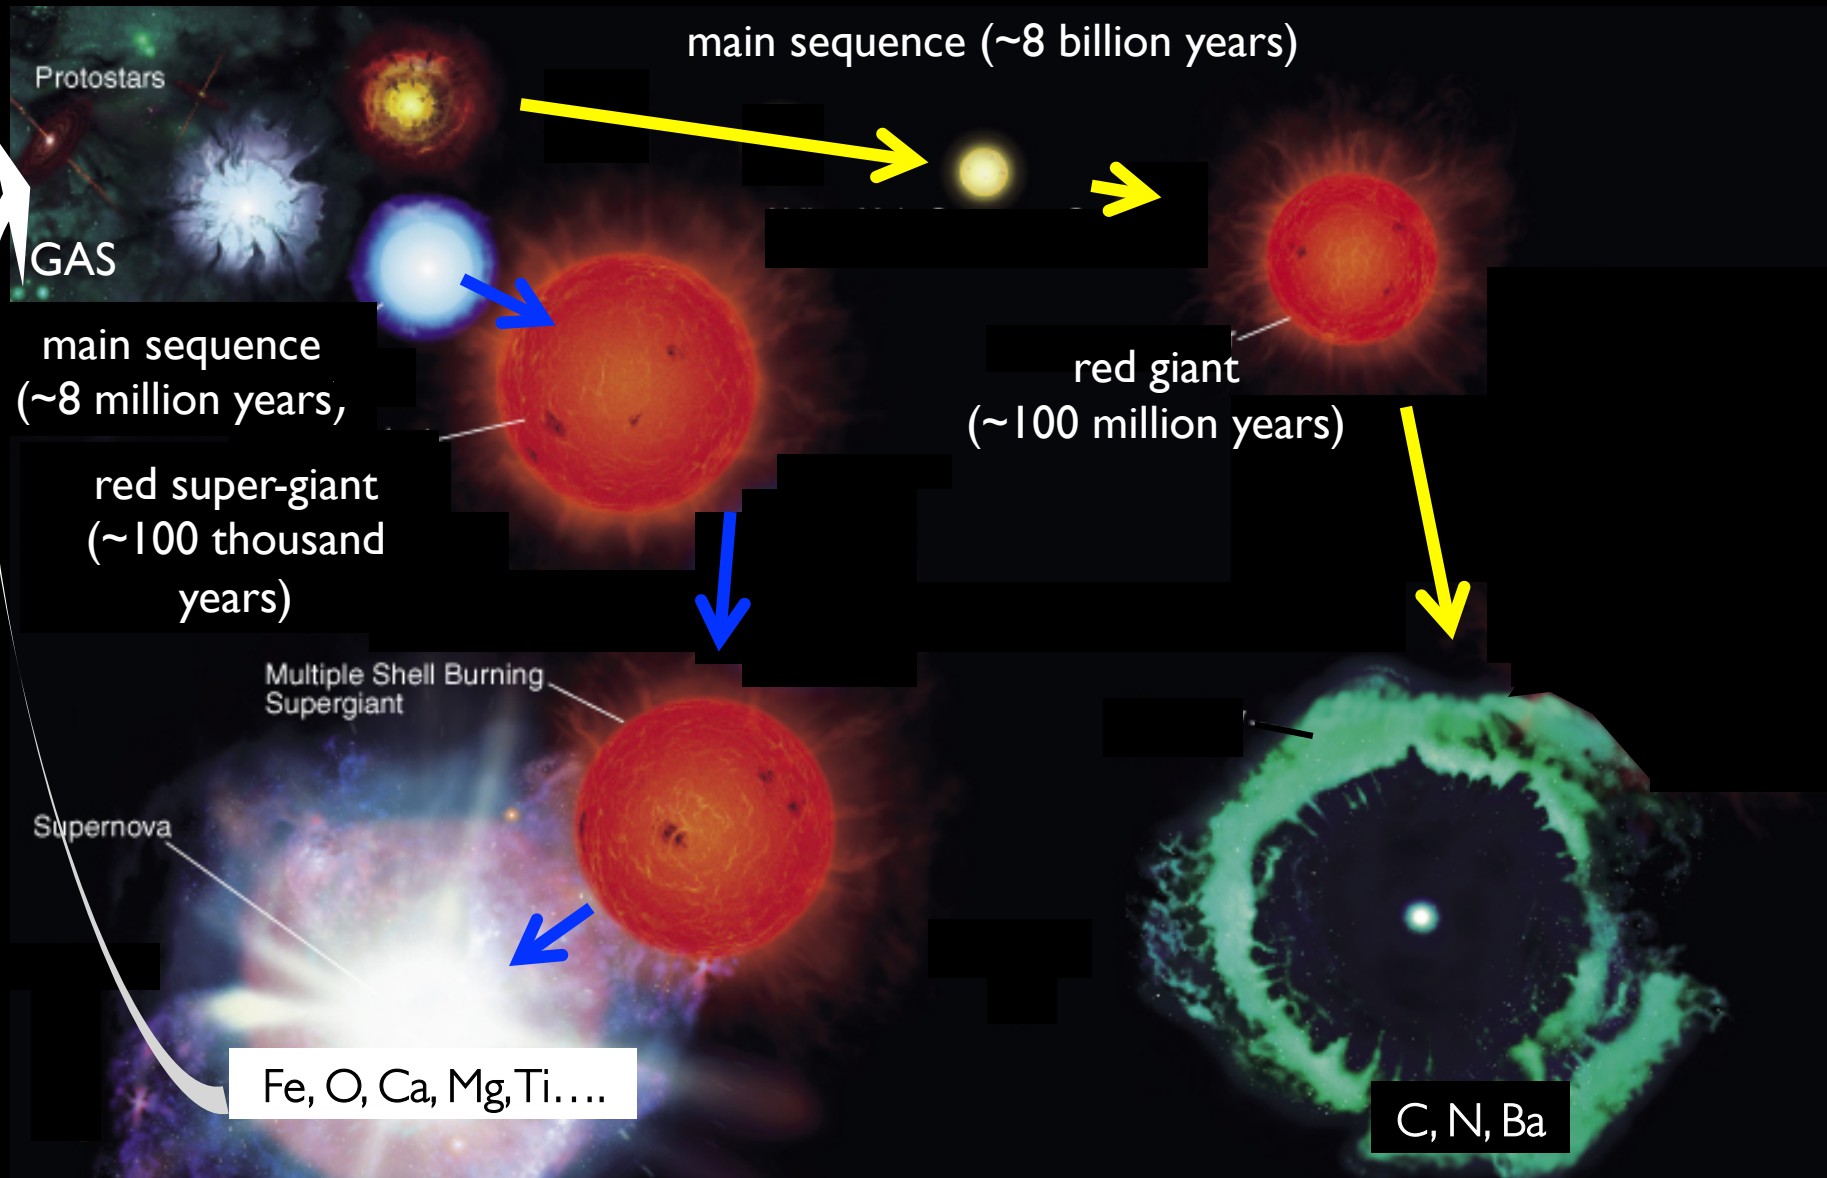 main sequence (~8 billion years)
Protostars
GAS
main sequence
(~8 million years,
red giant
(~100 million years)
red super-giant
(~100 thousand
years)
Multiple Shell Burning
Supergiant
Supernova
Fe, O, Ca, Mg,Ti....
C, N, Ba